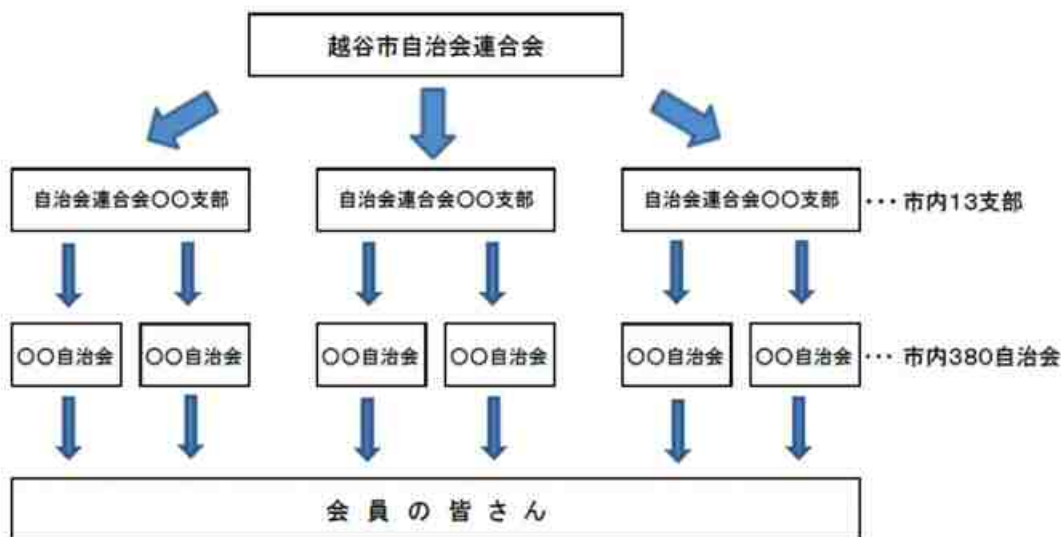 越谷市自治会連合会
自治会連合会〇〇支部
自治会連合会〇〇支部
自治会連合会〇〇支部
･･･市内13支部
〇〇自治会
〇〇自治会
〇〇自治会
〇〇自治会
〇〇自治会
〇〇自治会
･･･ 市内380自治会
会員の皆さん